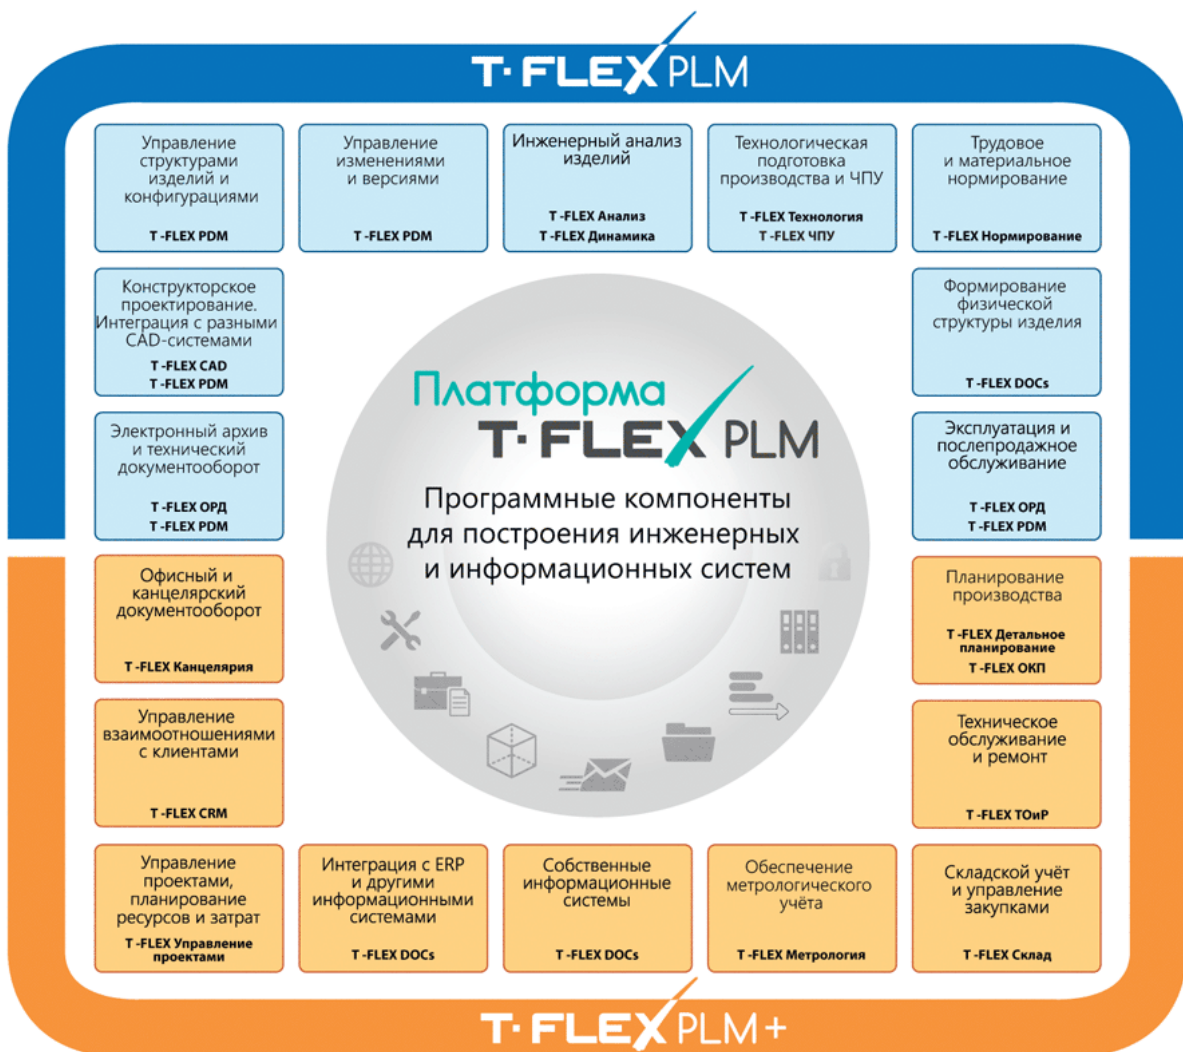 T·FLEX PLM
Управление
структурами
изделий и
конфигурациями
T -FLEX PDM
Управление
изменениями
и версиями
T -FLEX PDM
Инженерный анализ
изделий
T -FLEX Анализ
T -FLEX Динамика
Технологическая
подготовка
производства и ЧПУ
T -FLEX Технология
T -FLEX ЧПУ
Трудовое
и материальное
нормирование
T -FLEX Нормирование
Конструкторское
проектирование.
Интеграция с разными
CAD-системами
T -FLEX CAD
T -FLEX PDM
Формирование
физической
структуры изделия
T -FLEX DOCs
Электронный архив
и технический
документооборот
T -FLEX ОРД
T -FLEX PDM
Платформа
T·FLEX PLM
Программные компоненты
для построения инженерных
и информационных систем
Эксплуатация и
послепродажное
обслуживание
T -FLEX ОРД
T -FLEX PDM
Офисный и
канцелярский
документооборот
T -FLEX Канцелярия
Планирование
производства
T -FLEX Детальное
планирование
T -FLEX ОКП
Управление
взаимоотношениями
с клиентами
T -FLEX CRM
Техническое
обслуживание
и ремонт
T -FLEX ТОиР
Управление
проектами,
планирование
ресурсов и затрат
T -FLEX Управление
проектами
Интеграция с ERP
и другими
информационными
системами
T -FLEX DOCs
Собственные
информационные
системы
T -FLEX DOCs
Обеспечение
метрологического
учёта
T -FLEX Метрология
Складской учёт
и управление
закупками
T -FLEX Склад
T·FLEX PLM+